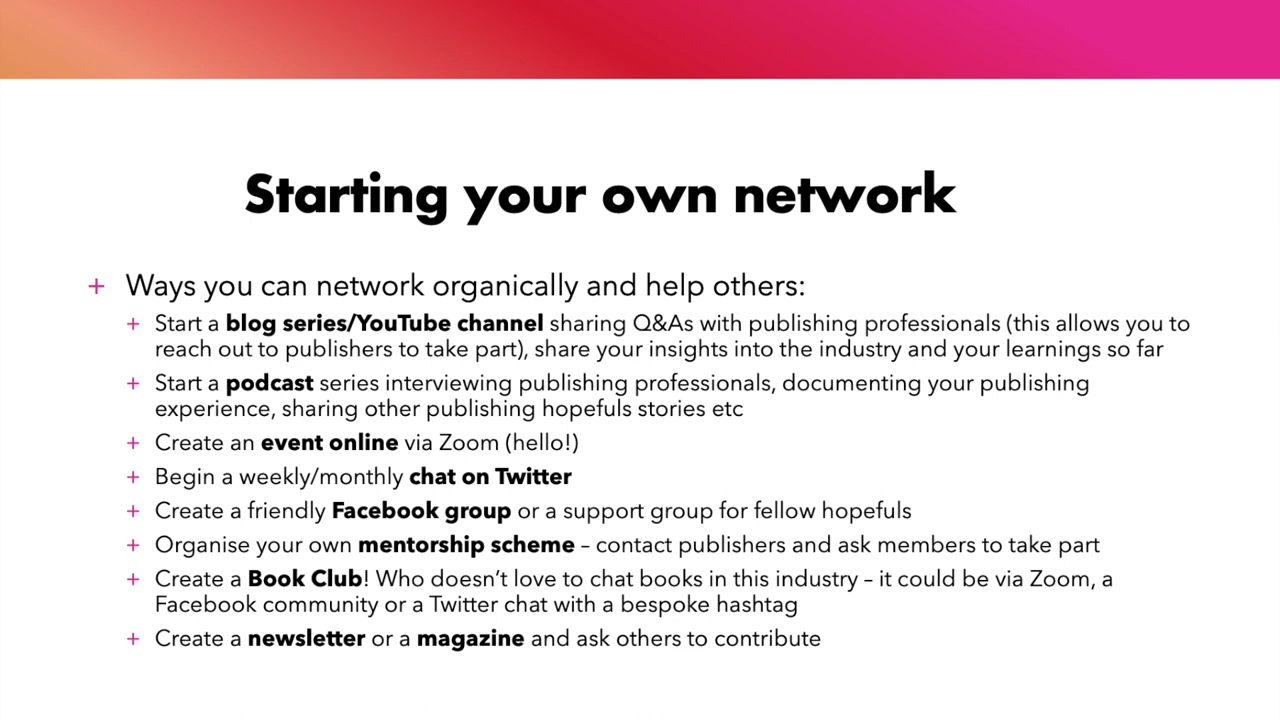 Starting your own network
+ Ways you can network organically and help others:
+ Start a blog series/YouTube channel sharing Q&As with publishing professionals (this allows you to
reach out to publishers to take part), share your insights into the industry and your learnings so far
+ Start a podcast series interviewing publishing professionals, documenting your publishing
experience, sharing other publishing hopefuls stories etc
+ Create an event online via Zoom (hello!)
+ Begin a weekly/monthly chat on Twitter
+ Create a friendly Facebook group or a support group for fellow hopefuls
+ Organise your own mentorship scheme – contact publishers and ask members to take part
+ Create a Book Club! Who doesn’t love to chat books in this industry – it could be via Zoom, a
Facebook community or a Twitter chat with a bespoke hashtag
+ Create a newsletter or a magazine and ask others to contribute